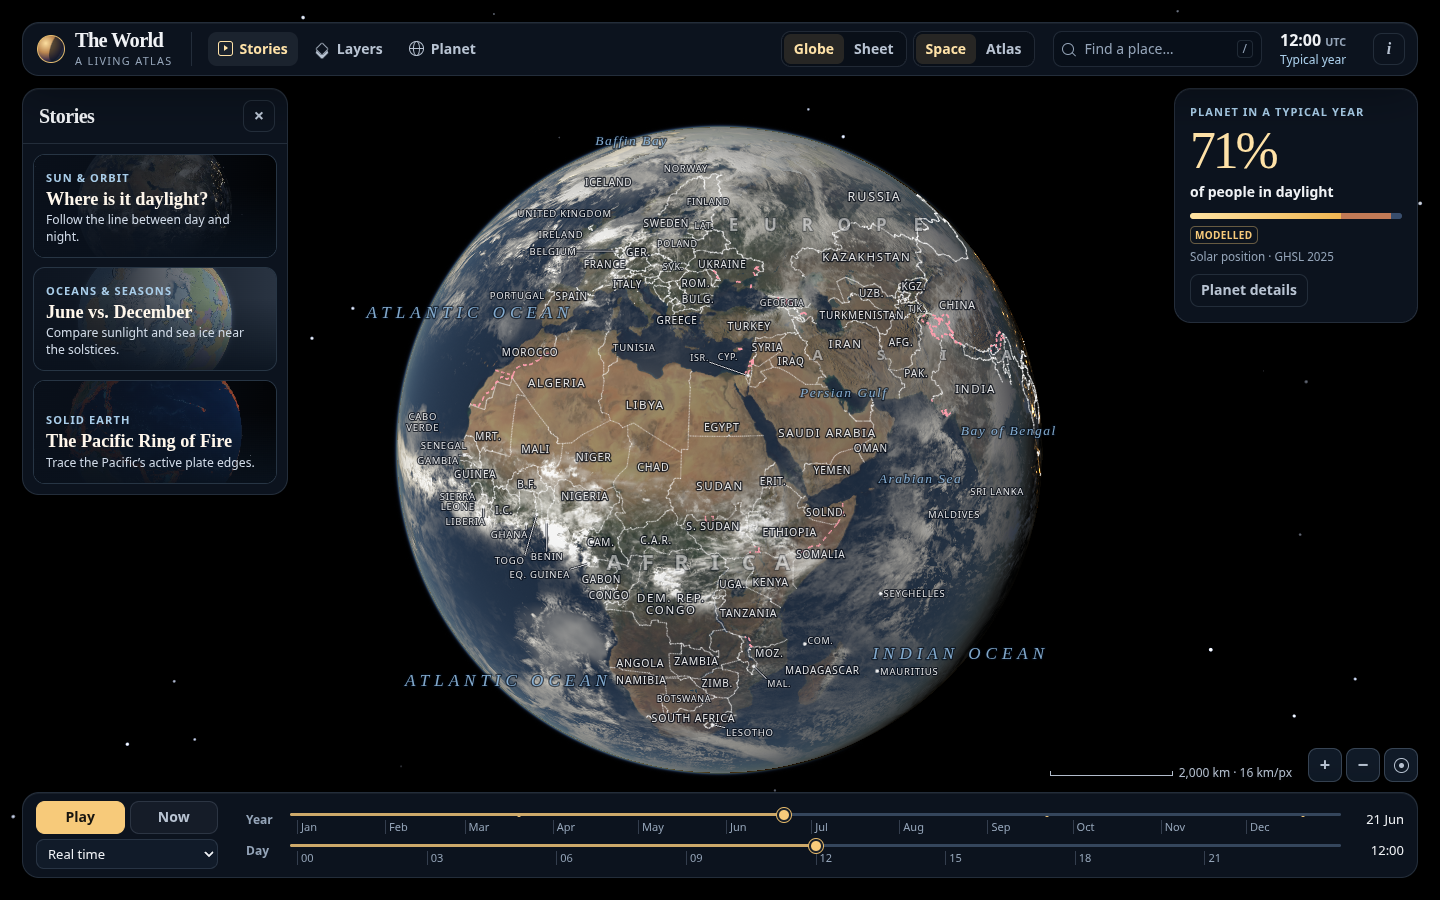 The World
A LIVING ATLAS
Stories
Layers
Planet
Globe
Sheet
Space
Atlas
Find a place...
/
12:00 UTC
Typical year
i
Stories
×
SUN & ORBIT
Where is it daylight?
Follow the line between day and
night.
OCEANS & SEASONS
June vs. December
Compare sunlight and sea ice near
the solstices.
SOLID EARTH
The Pacific Ring of Fire
Trace the Pacific’s active plate edges.
PLANET IN A TYPICAL YEAR
71%
of people in daylight
MODELLED
Solar position · GHSL 2025
Planet details
Baffin Bay
NORWAY
ICELAND
RUSSIA
FINLAND
UNITED KINGDOM
SWEDEN
LAT.
EUROPE
IRELAND
POLAND
BELGIUM
GER.
KAZAKHSTAN
FRANCE
SVK.
UKRAINE
ITALY
ROM.
KGZ.
PORTUGAL
SPAIN
BULG.
UZB.
GEORGIA
CHINA
ATLANTIC OCEAN
GREECE
TURKMENISTAN
TJK.
TURKEY
MOROCCO
TUNISIA
SYRIA
IRAN
AFG.
ISR.
CYP.
IRAQ
ASIA
PAK.
ALGERIA
LIBYA
Persian Gulf
INDIA
CABO
VERDE
EGYPT
SAUDI ARABIA
Bay of Bengal
SENEGAL
MRT.
MALI
OMAN
GAMBIA
NIGER
CHAD
YEMEN
GUINEA
B.F.
SUDAN
ERIT.
Arabian Sea
SIERRA
LEONE
NIGERIA
SRI LANKA
LIBERIA
I.C.
SOLND.
MALDIVES
GHANA
S. SUDAN
ETHIOPIA
CAM.
C.A.R.
SOMALIA
TOGO
BENIN
AFRICA
EQ. GUINEA
GABON
UGA.
KENYA
CONGO
DEM. REP.
CONGO
SEYCHELLES
TANZANIA
COM.
ANGOLA
ZAMBIA
MOZ.
INDIAN OCEAN
MADAGASCAR
MAURITIUS
ATLANTIC OCEAN
NAMIBIA
ZIMB.
MAL.
BOTSWANA
SOUTH AFRICA
LESOTHO
2,000 km · 16 km/px
+
−
Play
Now
Real time
Year
Jan
Feb
Mar
Apr
May
Jun
Jul
Aug
Sep
Oct
Nov
Dec
21 Jun
Day
00
03
06
09
12
15
18
21
12:00